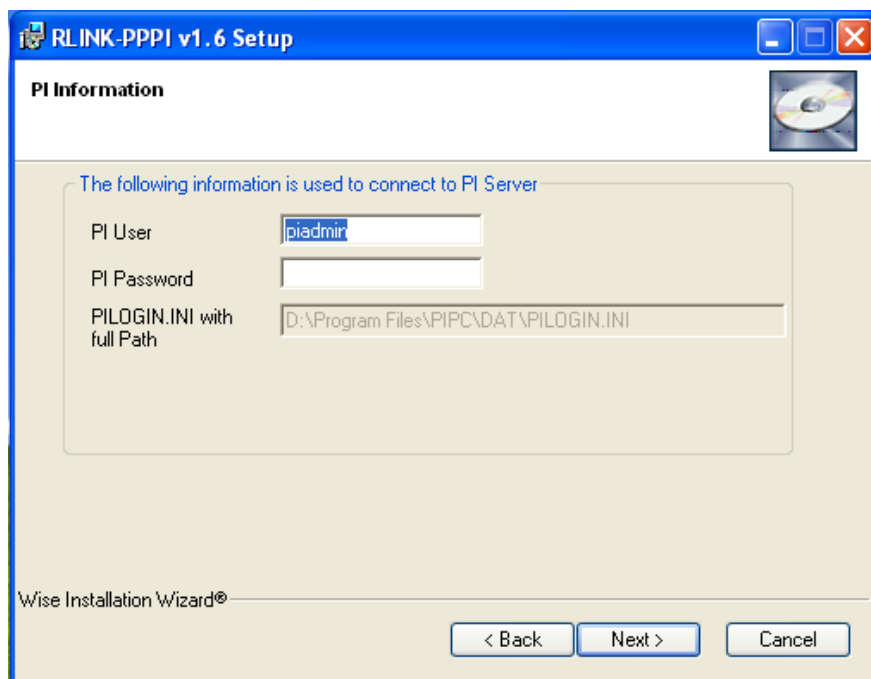 RLINK-PPPI v1.6 Setup
PI Information
The following information is used to connect to PI Server
PI User
piadmin
PI Password
PILOGIN.INI with
full Path
D:\Program Files\PIPC\DAT\PILOGIN.INI
Wise Installation Wizard®
< Back
Next >
Cancel